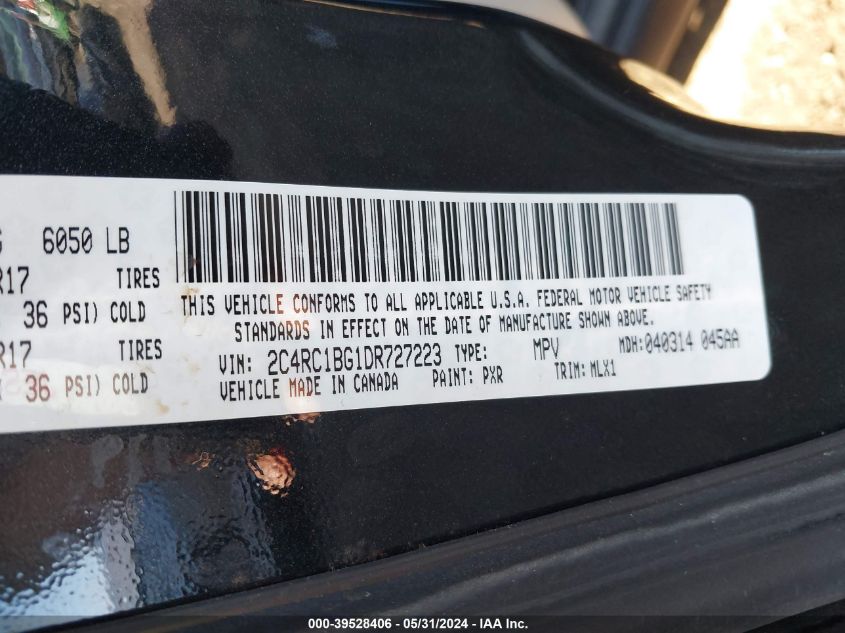 6050 LB
R17 TIRES
36 PSI) COLD
R17 TIRES
36 PSI) COLD
THIS VEHICLE CONFORMS TO ALL APPLICABLE U.S.A. FEDERAL MOTOR VEHICLE SAFETY
STANDARDS IN EFFECT ON THE DATE OF MANUFACTURE SHOWN ABOVE.
VIN: 2C4RC1BG1DR727223 TYPE: MPV MDH: 040314 045AA
VEHICLE MADE IN CANADA PAINT: PXR TRIM: MLX1
000-39528406 - 05/31/2024 - IAA Inc.